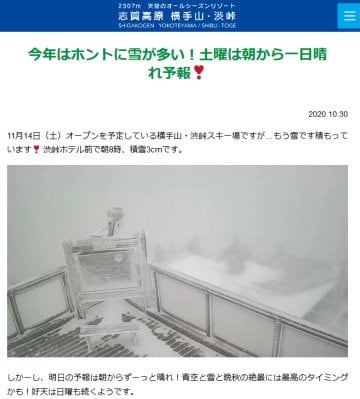 2307m 天空のオールシーズンリゾート
志賀高原 横手山・渋峠
SHIGAKOGEN YOKOTEYAMA / SHIBU-TOGE
今年はホントに雪が多い！土曜は朝から一日晴
れ予報❣
2020.10.30
11月14日（土）オープンを予定している横手山・渋峠スキー場ですが…もう雪です積もって
います❣渋峠ホテル前で朝8時、積雪3cmです。
しかーし、明日の予報は朝からずーっと晴れ！青空と雪と晩秋の絶景には最高のタイミング
かも！好天は日曜も続くようです。